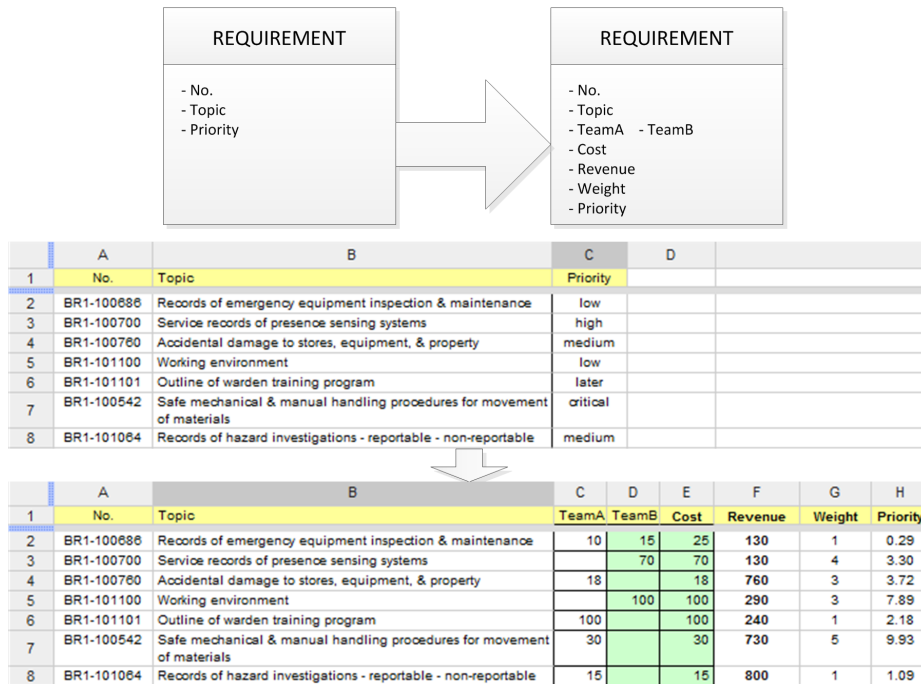 REQUIREMENT
- No.
- Topic
- Priority
REQUIREMENT
- No.
- Topic
- TeamA - TeamB
- Cost
- Revenue
- Weight
- Priority
A B C D
1 No. Topic Priority
2 BR1-100686 Records of emergency equipment inspection & maintenance low
3 BR1-100700 Service records of presence sensing systems high
4 BR1-100760 Accidental damage to stores, equipment, & property medium
5 BR1-101100 Working environment low
6 BR1-101101 Outline of warden training program later
7 BR1-100542 Safe mechanical & manual handling procedures for movement critical
of materials
8 BR1-101064 Records of hazard investigations - reportable - non-reportable medium
A B C D E F G H
1 No. Topic TeamA TeamB Cost Revenue Weight Priority
2 BR1-100686 Records of emergency equipment inspection & maintenance 10 15 25 130 1 0.29
3 BR1-100700 Service records of presence sensing systems 70 70 130 4 3.30
4 BR1-100760 Accidental damage to stores, equipment, & property 18 18 760 3 3.72
5 BR1-101100 Working environment 100 100 290 3 7.89
6 BR1-101101 Outline of warden training program 100 100 240 1 2.18
7 BR1-100542 Safe mechanical & manual handling procedures for movement 30 30 730 5 9.93
of materials
8 BR1-101064 Records of hazard investigations - reportable - non-reportable 15 15 800 1 1.09